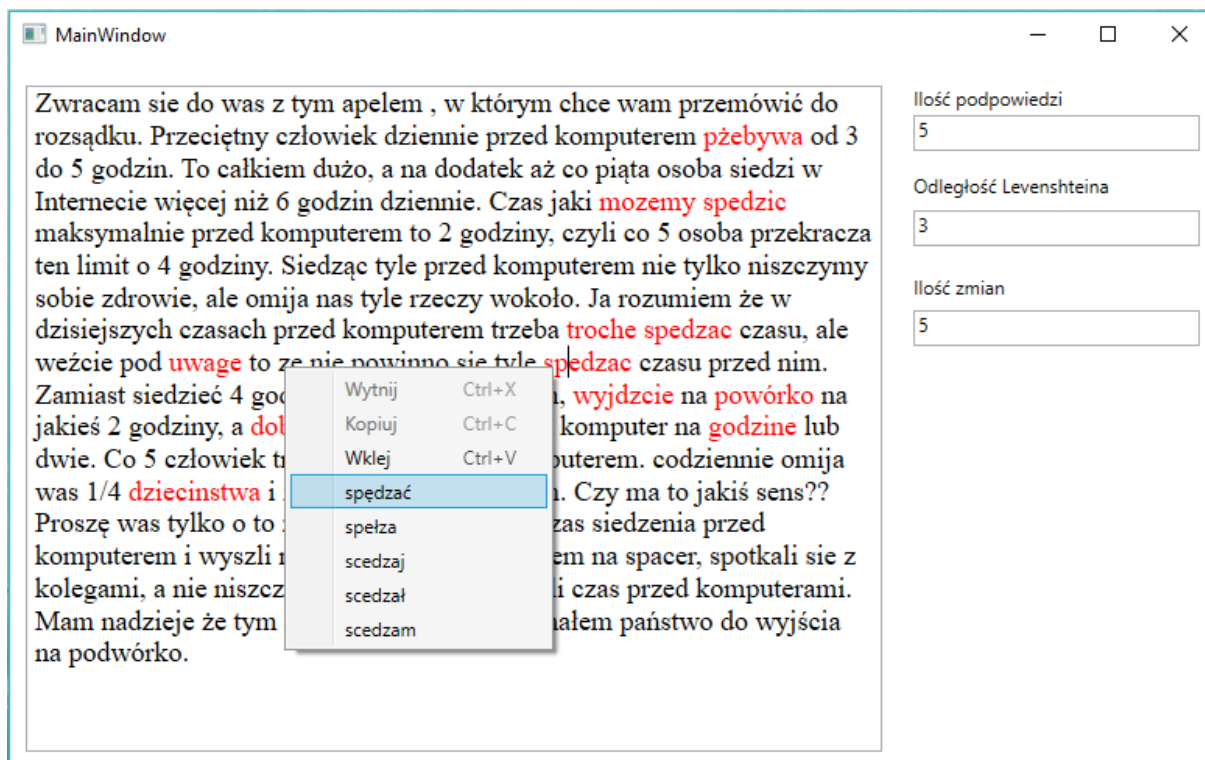 MainWindow
Zwracam sie do was z tym apelem , w którym chce wam przemówić do
rozsądku. Przeciętny człowiek dziennie przed komputerem pżebywa od 3
do 5 godzin. To całkiem dużo, a na dodatek aż co piąta osoba siedzi w
Internecie więcej niż 6 godzin dziennie. Czas jaki mozemy spedzic
maksymalnie przed komputerem to 2 godziny, czyli co 5 osoba przekracza
ten limit o 4 godziny. Siedząc tyle przed komputerem nie tylko niszczymy
sobie zdrowie, ale omija nas tyle rzeczy wokoło. Ja rozumiem że w
dzisiejszych czasach przed komputerem trzeba troche spedzac czasu, ale
weźcie pod uwage to ze nie powinno sie tyle spedzac czasu przed nim.
Zamiast siedzieć 4 wyjdzcie na powórko na
jakieś 2 godziny, a komputer na godzine lub
dwie. Co 5 człowiek codziennie omija
was 1/4 dziecinstwa i Czy ma to jakiś sens??
Proszę was tylko o to siedzenia przed
komputerem i wyszli na spacer, spotkali sie z
kolegami, a nie czas przed komputerami.
Mam nadzieje że tym państwo do wyjścia
na podwórko.
Wytnij Ctrl+X
Kopiuj Ctrl+C
Wklej Ctrl+V
spędzać
spełza
scedzaj
scedzał
scedzam
Ilość podpowiedzi
5
Odległość Levenshteina
3
Ilość zmian
5